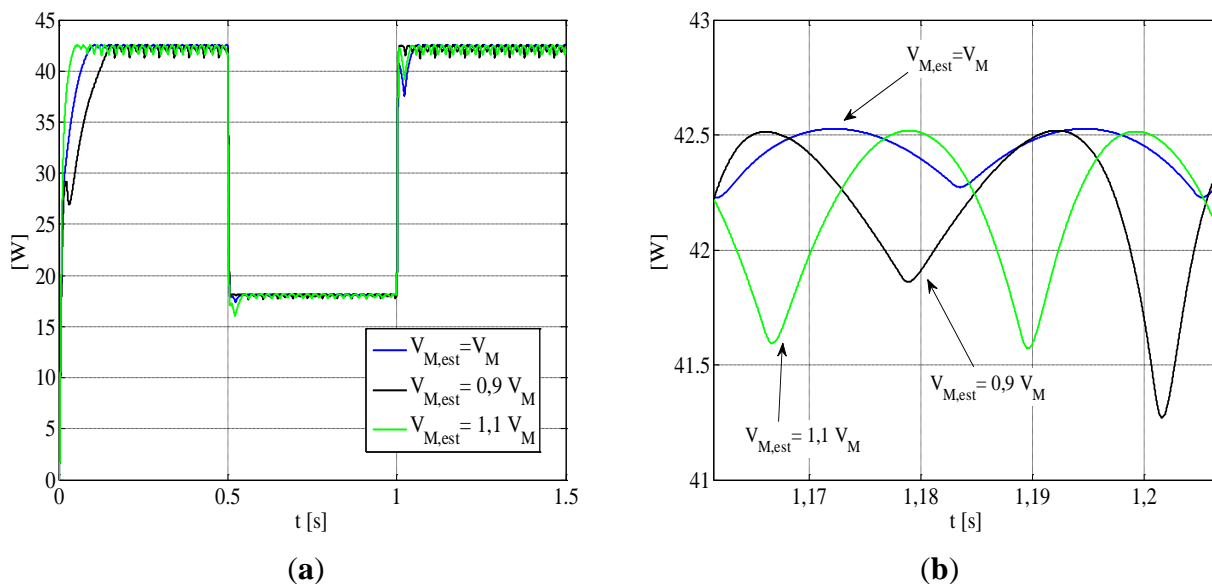 45
40
35
30
25
20
15
10
5
0
[W]
0
0.5
1
1.5
t [s]
V_M,est=V_M
V_M,est= 0,9 V_M
V_M,est= 1,1 V_M
(a)
43
42.5
42
41.5
41
[W]
1,17
1,18
1,19
1,2
t [s]
V_M,est=V_M
V_M,est= 0,9 V_M
V_M,est= 1,1 V_M
(b)